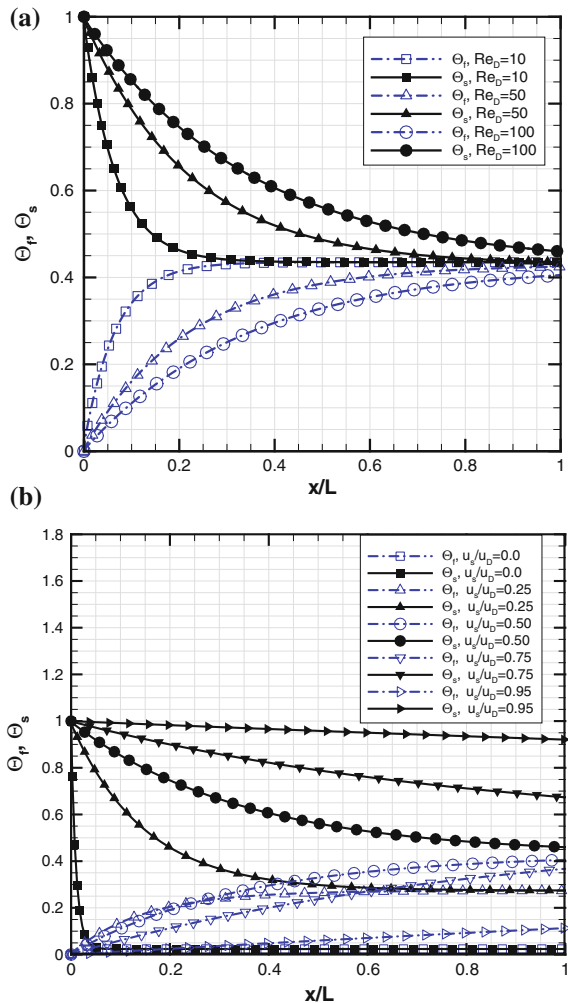 (a)
1
0.8
0.6
0.4
0.2
0
Θf, Θs
Θf, ReD=10
Θs, ReD=10
Θf, ReD=50
Θs, ReD=50
Θf, ReD=100
Θs, ReD=100
0 0.2 0.4 0.6 0.8 1
x/L
(b)
1.8
1.6
1.4
1.2
1
0.8
0.6
0.4
0.2
0
Θf, Θs
Θf, us/uD=0.0
Θs, us/uD=0.0
Θf, us/uD=0.25
Θs, us/uD=0.25
Θf, us/uD=0.50
Θs, us/uD=0.50
Θf, us/uD=0.75
Θs, us/uD=0.75
Θf, us/uD=0.95
Θs, us/uD=0.95
0 0.2 0.4 0.6 0.8 1
x/L